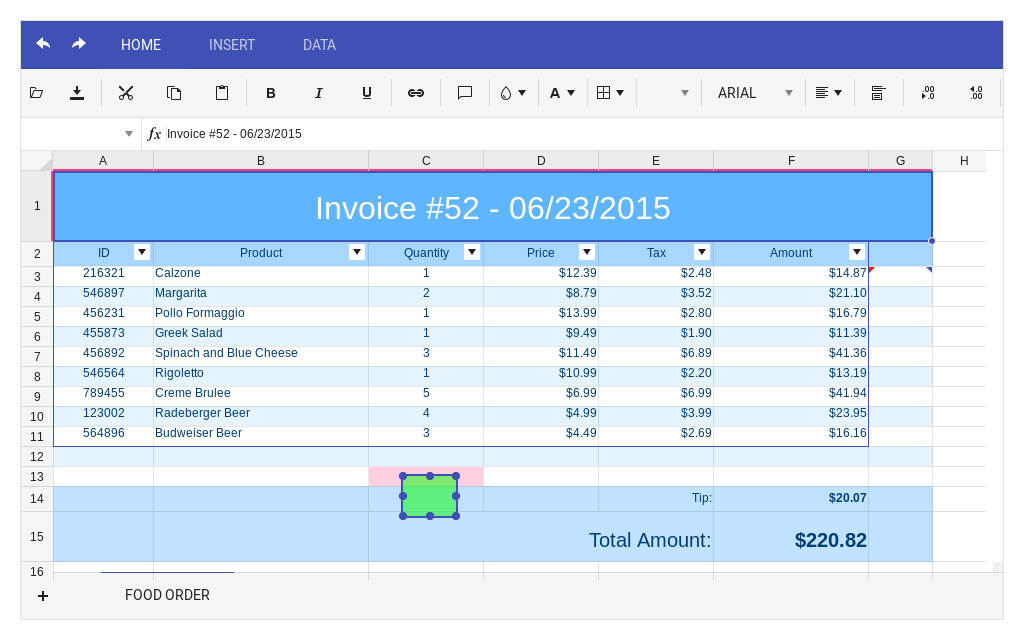 HOME INSERT DATA
B I U A ARIAL .00 .0 .0 .00
fx Invoice #52 - 06/23/2015
A B C D E F G H
1 Invoice #52 - 06/23/2015
2 ID Product Quantity Price Tax Amount
3 216321 Calzone 1 $12.39 $2.48 $14.87
4 546897 Margarita 2 $8.79 $3.52 $21.10
5 456231 Pollo Formaggio 1 $13.99 $2.80 $16.79
6 455873 Greek Salad 1 $9.49 $1.90 $11.39
7 456892 Spinach and Blue Cheese 3 $11.49 $6.89 $41.36
8 546564 Rigoletto 1 $10.99 $2.20 $13.19
9 789455 Creme Brulee 5 $6.99 $6.99 $41.94
10 123002 Radeberger Beer 4 $4.99 $3.99 $23.95
11 564896 Budweiser Beer 3 $4.49 $2.69 $16.16
12
13
14 Tip: $20.07
15 Total Amount: $220.82
16
+ FOOD ORDER